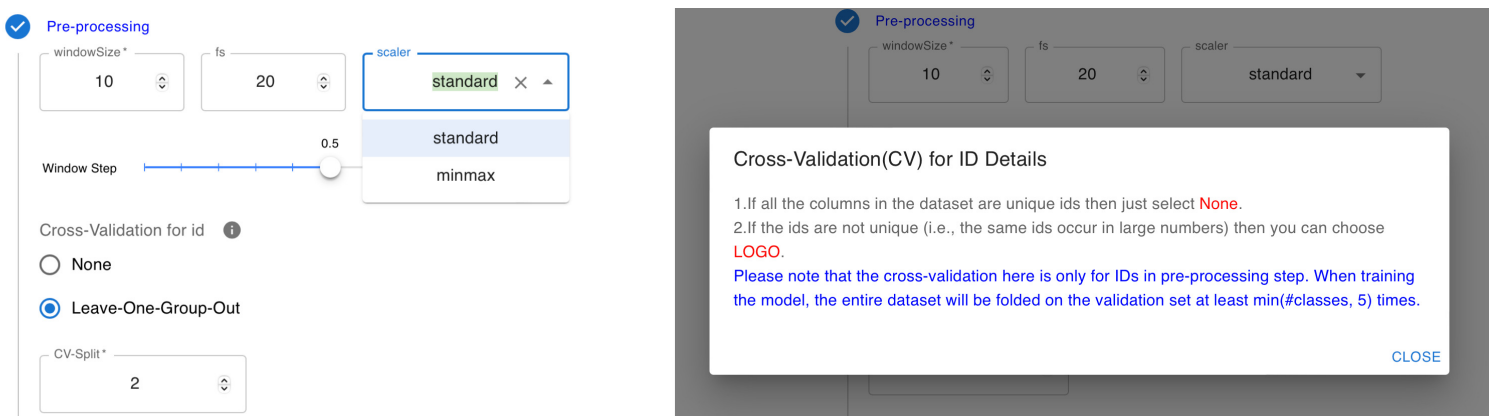 Pre-processing
windowSize*
fs
scaler
10
20
standard
standard
minmax
0.5
Window Step
Cross-Validation for id
None
Leave-One-Group-Out
CV-Split*
2
Pre-processing
windowSize*
fs
scaler
10
20
standard
Cross-Validation(CV) for ID Details
1.If all the columns in the dataset are unique ids then just select None.
2.If the ids are not unique (i.e., the same ids occur in large numbers) then you can choose
LOGO.
Please note that the cross-validation here is only for IDs in pre-processing step. When training
the model, the entire dataset will be folded on the validation set at least min(#classes, 5) times.
CLOSE